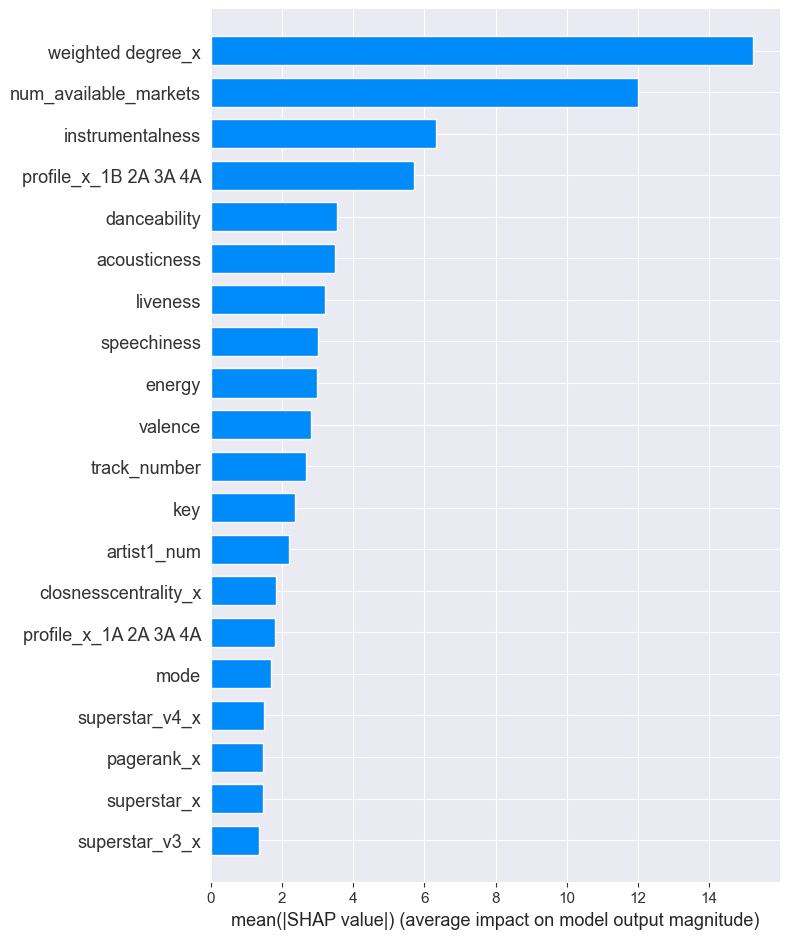 weighted degree_x
num_available_markets
instrumentalness
profile_x_1B 2A 3A 4A
danceability
acousticness
liveness
speechiness
energy
valence
track_number
key
artist1_num
closnesscentrality_x
profile_x_1A 2A 3A 4A
mode
superstar_v4_x
pagerank_x
superstar_x
superstar_v3_x
0 2 4 6 8 10 12 14
mean(|SHAP value|) (average impact on model output magnitude)